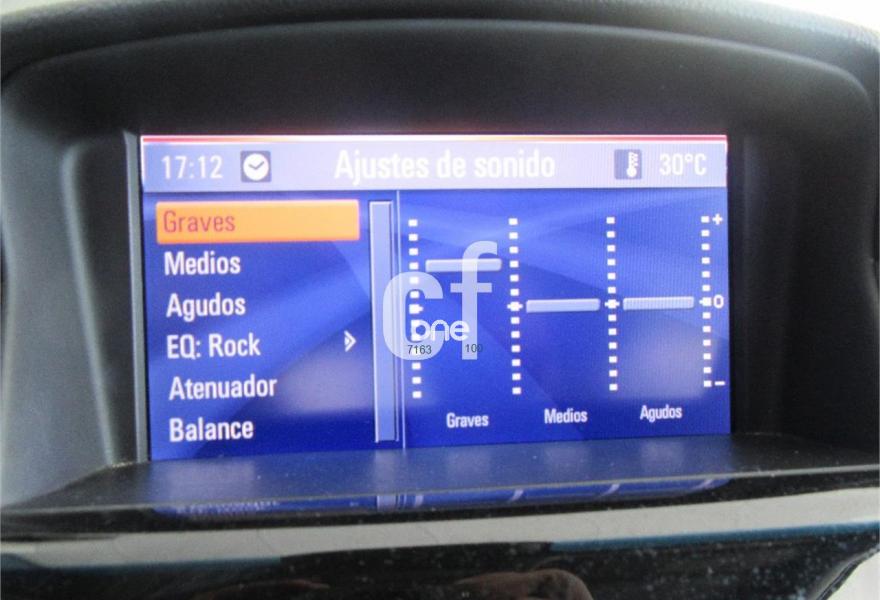 17:12 Ajustes de sonido 30°C
Graves
Medios
Agudos
EQ: Rock
Atenuador
Balance
+
0
−
Graves Medios Agudos
cf
one
7163 100